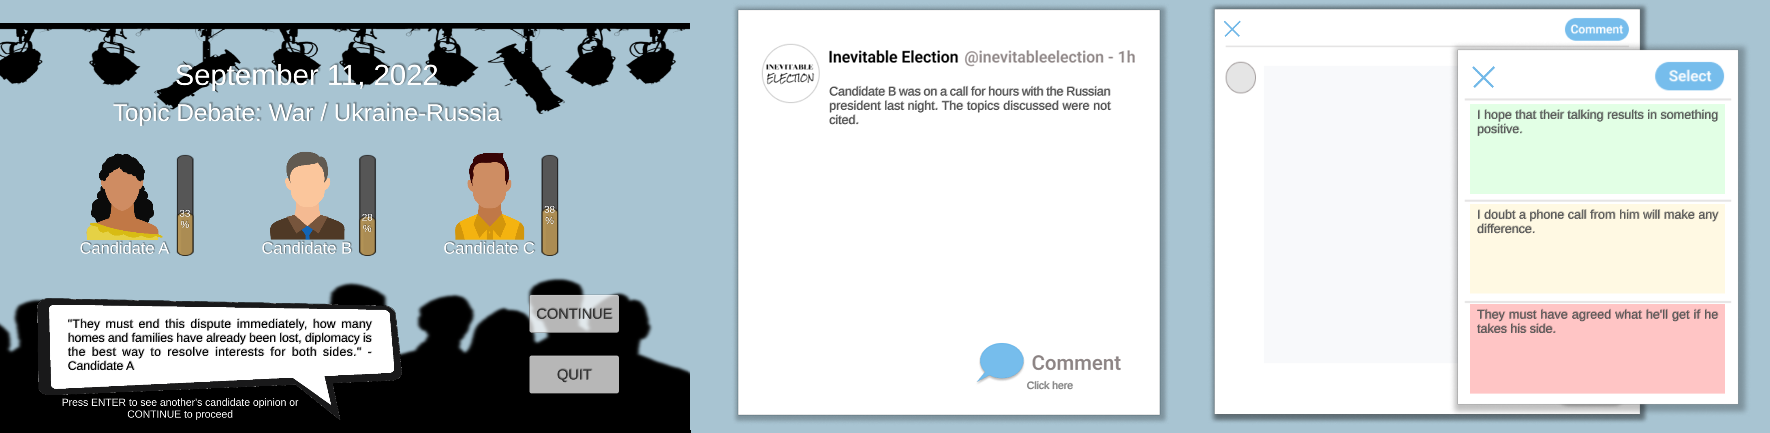 September 11, 2022
Topic Debate: War / Ukraine-Russia
33
%
28
%
38
%
Candidate A
Candidate B
Candidate C
"They must end this dispute immediately, how many
homes and families have already been lost, diplomacy is
the best way to resolve interests for both sides." -
Candidate A
Press ENTER to see another's candidate opinion or
CONTINUE to proceed
CONTINUE
QUIT
INEVITABLE
ELECTION
Inevitable Election @inevitableelection - 1h
Candidate B was on a call for hours with the Russian
president last night. The topics discussed were not
cited.
Comment
Click here
Comment
Select
I hope that their talking results in something
positive.
I doubt a phone call from him will make any
difference.
They must have agreed what he'll get if he
takes his side.